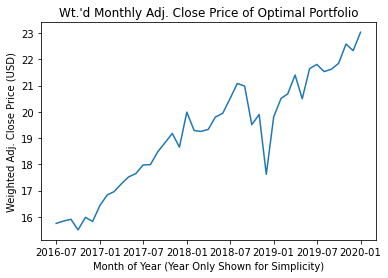 Wt.'d Monthly Adj. Close Price of Optimal Portfolio
Weighted Adj. Close Price (USD)
23
22
21
20
19
18
17
16
2016-07 2017-01 2017-07 2018-01 2018-07 2019-01 2019-07 2020-01
Month of Year (Year Only Shown for Simplicity)